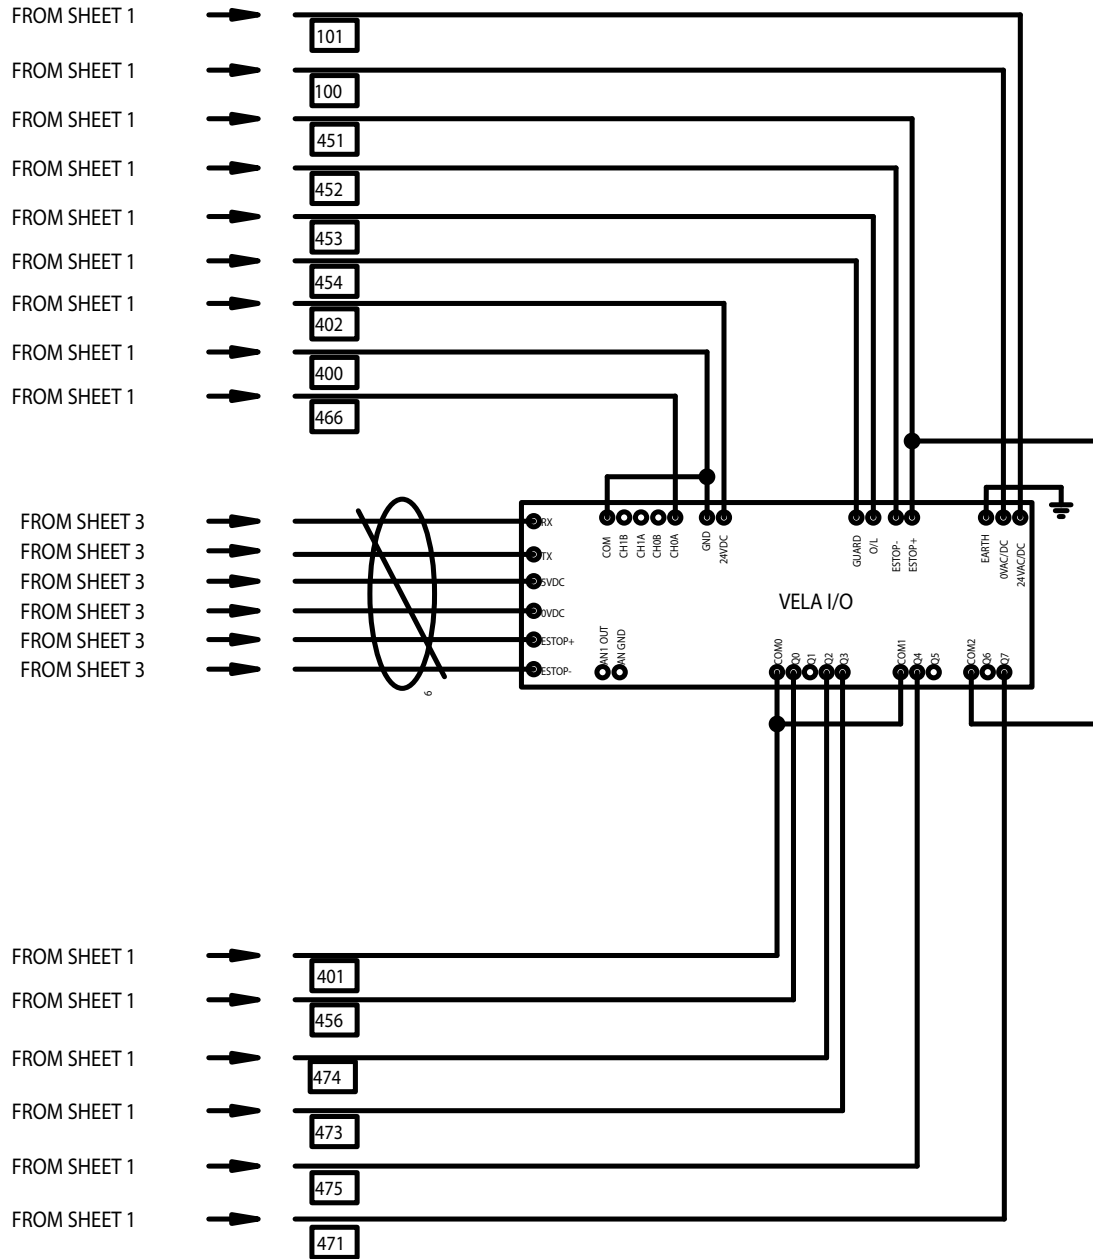 FROM SHEET 1
101
FROM SHEET 1
100
FROM SHEET 1
451
FROM SHEET 1
452
FROM SHEET 1
453
FROM SHEET 1
454
FROM SHEET 1
402
FROM SHEET 1
400
FROM SHEET 1
466
FROM SHEET 3
FROM SHEET 3
FROM SHEET 3
FROM SHEET 3
FROM SHEET 3
FROM SHEET 3
6
RX
TX
5VDC
0VDC
ESTOP+
ESTOP-
COM
CH1B
CH1A
CH0B
CH0A
GND
24VDC
GUARD
O/L
ESTOP-
ESTOP+
EARTH
0VAC/DC
24VAC/DC
VELA I/O
AN1 OUT
AN GND
COM0
Q0
Q1
Q2
Q3
COM1
Q4
Q5
COM2
Q6
Q7
FROM SHEET 1
401
FROM SHEET 1
456
FROM SHEET 1
474
FROM SHEET 1
473
FROM SHEET 1
475
FROM SHEET 1
471